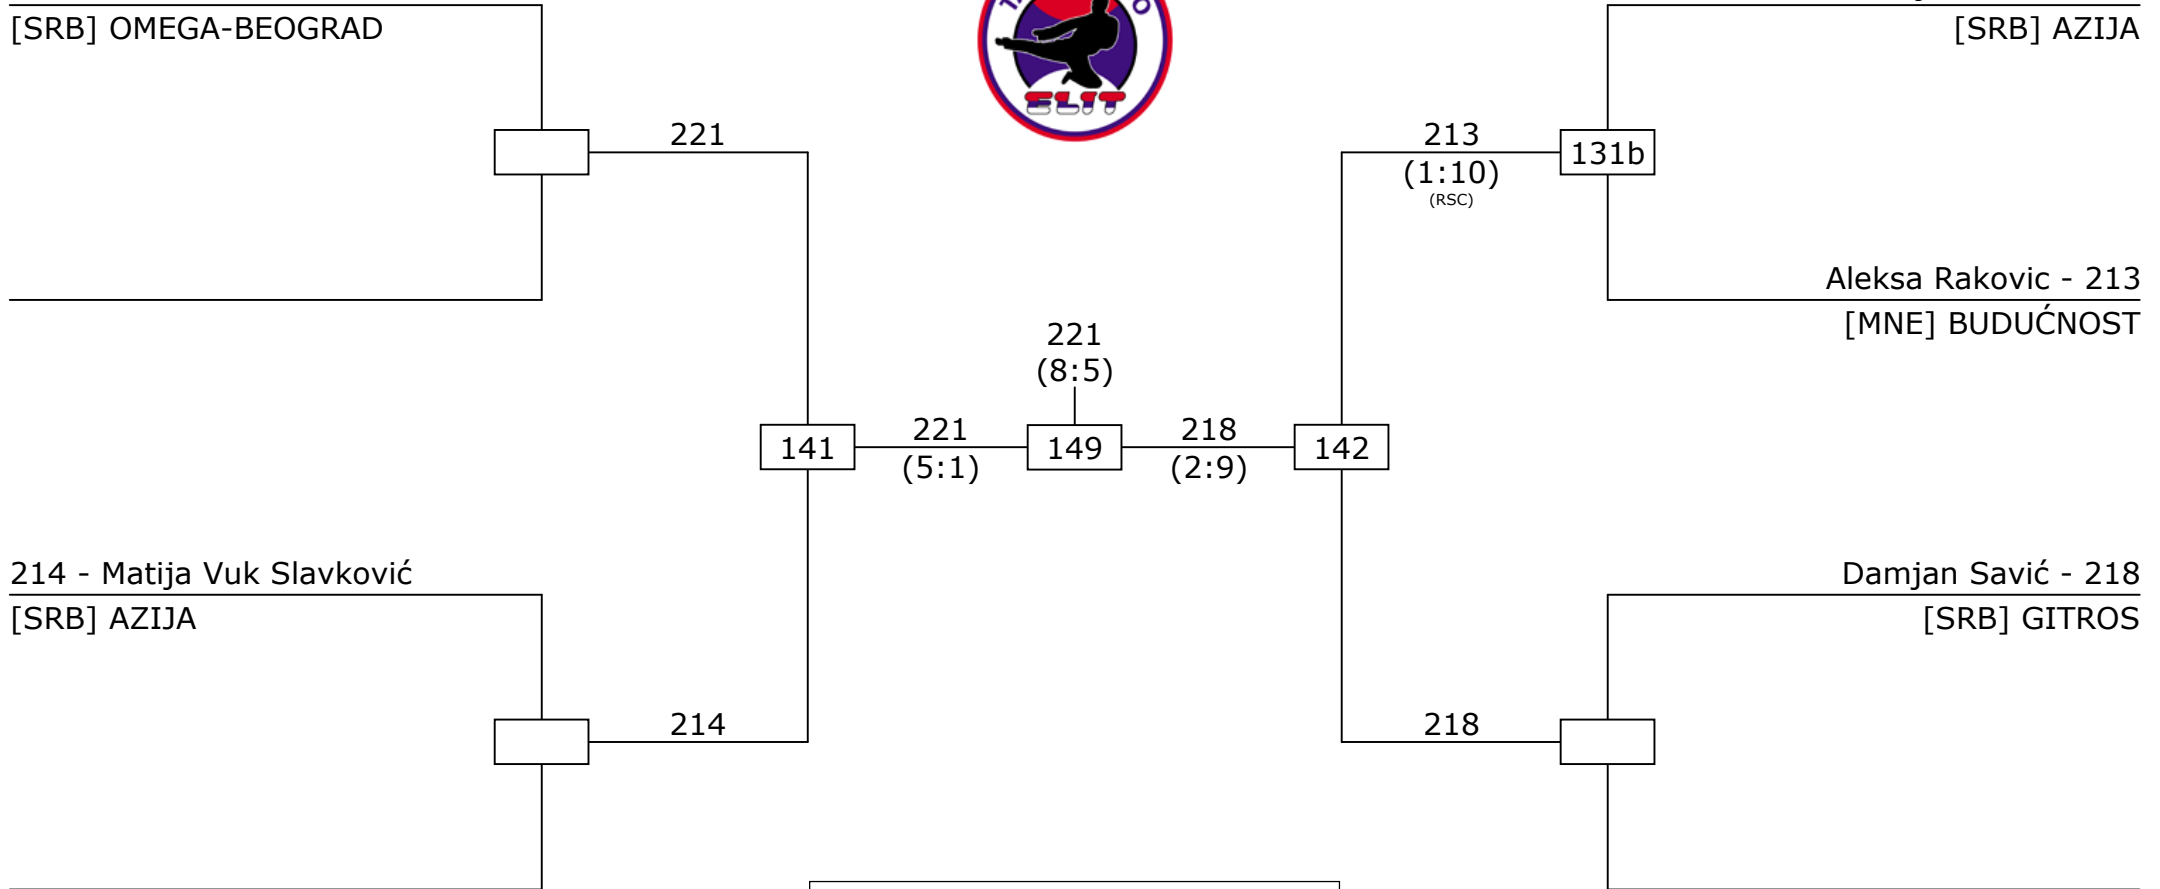 [SRB] OMEGA-BEOGRAD
[SRB] AZIJA
ELIT
221
213
131b
(1:10)
(RSC)
Aleksa Rakovic - 213
[MNE] BUDUĆNOST
221
(8:5)
141
221
(5:1)
149
218
(2:9)
142
214 - Matija Vuk Slavković
[SRB] AZIJA
Damjan Savić - 218
[SRB] GITROS
214
218